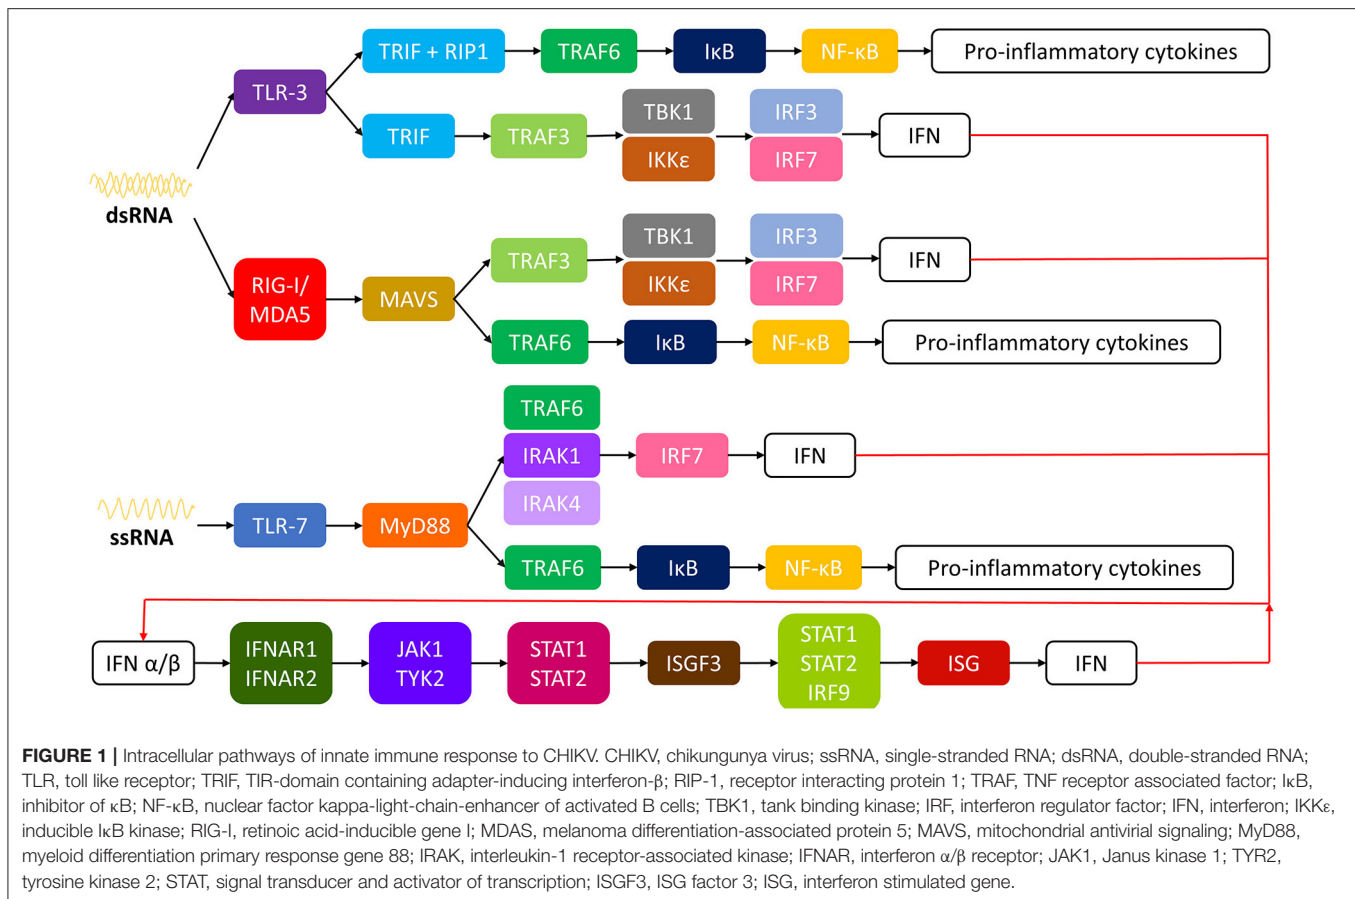 TRIF + RIP1
TRAF6
IκB
NF-κB
Pro-inflammatory cytokines
TLR-3
TRIF
TRAF3
TBK1
IKKε
IRF3
IRF7
IFN
dsRNA
RIG-I/
MDA5
MAVS
TRAF3
TBK1
IKKε
IRF3
IRF7
IFN
TRAF6
IκB
NF-κB
Pro-inflammatory cytokines
ssRNA
TLR-7
MyD88
TRAF6
IRAK1
IRAK4
IRF7
IFN
TRAF6
IκB
NF-κB
Pro-inflammatory cytokines
IFN α/β
IFNAR1
IFNAR2
JAK1
TYK2
STAT1
STAT2
ISGF3
STAT1
STAT2
IRF9
ISG
IFN
FIGURE 1 | Intracellular pathways of innate immune response to CHIKV. CHIKV, chikungunya virus; ssRNA, single-stranded RNA; dsRNA, double-stranded RNA;
TLR, toll like receptor; TRIF, TIR-domain containing adapter-inducing interferon-β; RIP-1, receptor interacting protein 1; TRAF, TNF receptor associated factor; IκB,
inhibitor of κB; NF-κB, nuclear factor kappa-light-chain-enhancer of activated B cells; TBK1, tank binding kinase; IRF, interferon regulator factor; IFN, interferon; IKKε,
inducible IκB kinase; RIG-I, retinoic acid-inducible gene I; MDAS, melanoma differentiation-associated protein 5; MAVS, mitochondrial antivirial signaling; MyD88,
myeloid differentiation primary response gene 88; IRAK, interleukin-1 receptor-associated kinase; IFNAR, interferon α/β receptor; JAK1, Janus kinase 1; TYR2,
tyrosine kinase 2; STAT, signal transducer and activator of transcription; ISGF3, ISG factor 3; ISG, interferon stimulated gene.